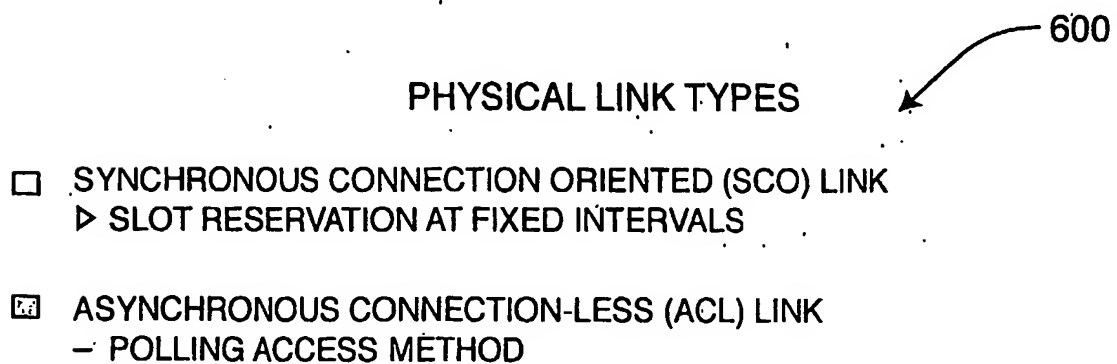 600
PHYSICAL LINK TYPES
☐ SYNCHRONOUS CONNECTION ORIENTED (SCO) LINK
▷ SLOT RESERVATION AT FIXED INTERVALS
ASYNCHRONOUS CONNECTION-LESS (ACL) LINK
– POLLING ACCESS METHOD